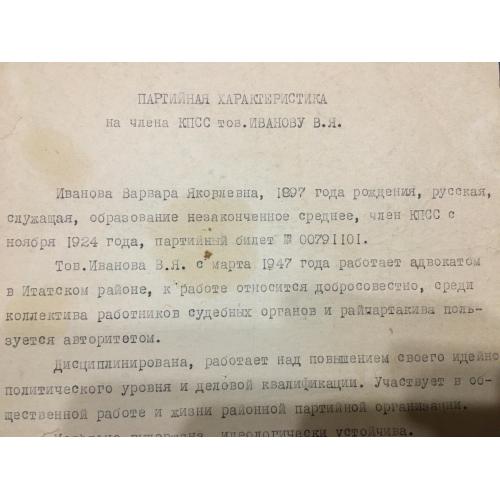 ПАРТИЙНАЯ ХАРАКТЕРИСТИКА
на члена КПСС тов.ИВАНОВУ В.Я.
Иванова Варвара Яковлевна, 1897 года рождения, русская,
служащая, образование незаконченное среднее, член КПСС с
ноября 1924 года, партийный билет № 00791101.
Тов.Иванова В.Я. с марта 1947 года работает адвокатом
в Итатском районе, к работе относится добросовестно, среди
коллектива работников судебных органов и райпартактива поль-
зуется авторитетом.
Дисциплинирована, работает над повышением своего идейно
политического уровня и деловой квалификации. Участвует в об-
щественной работе и жизни районной партийной организации.
выдержана, идеологически устойчива.